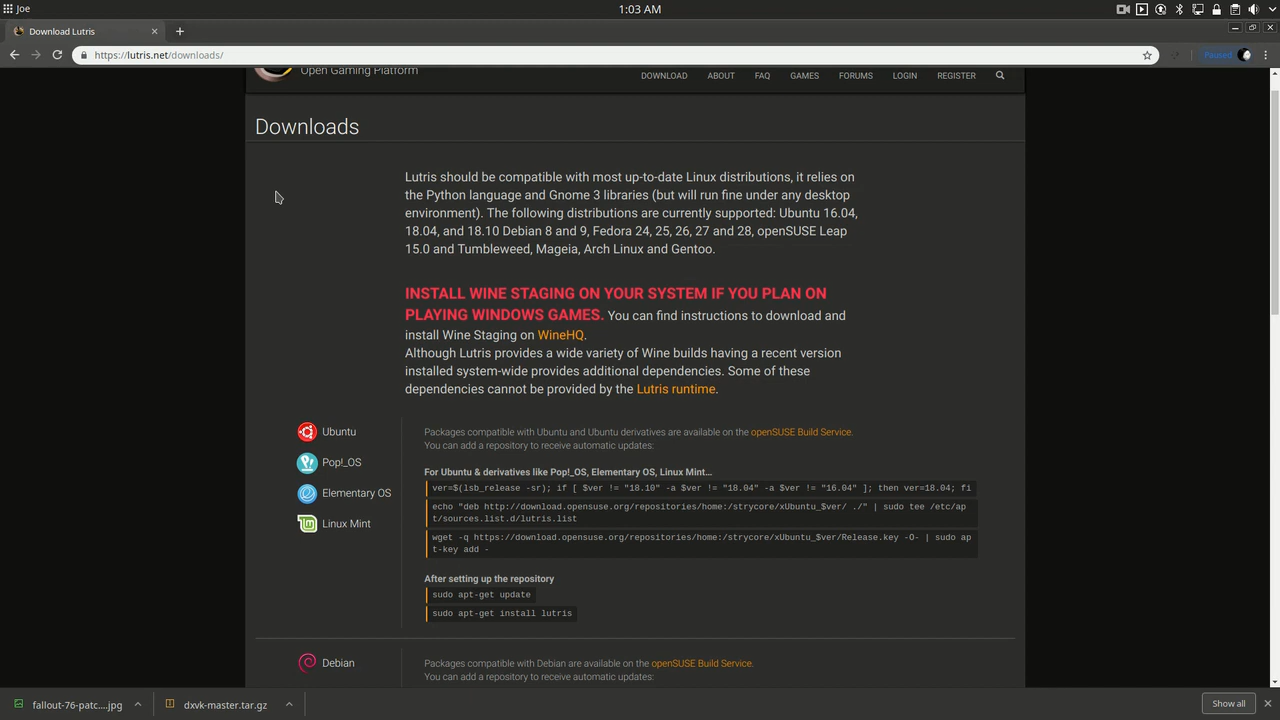 Joe
1:03 AM
Download Lutris
https://lutris.net/downloads/
Paused
Open Gaming Platform
DOWNLOAD ABOUT FAQ GAMES FORUMS LOGIN REGISTER
Downloads
Lutris should be compatible with most up-to-date Linux distributions, it relies on
the Python language and Gnome 3 libraries (but will run fine under any desktop
environment). The following distributions are currently supported: Ubuntu 16.04,
18.04, and 18.10 Debian 8 and 9, Fedora 24, 25, 26, 27 and 28, openSUSE Leap
15.0 and Tumbleweed, Mageia, Arch Linux and Gentoo.
INSTALL WINE STAGING ON YOUR SYSTEM IF YOU PLAN ON
PLAYING WINDOWS GAMES. You can find instructions to download and
install Wine Staging on WineHQ.
Although Lutris provides a wide variety of Wine builds having a recent version
installed system-wide provides additional dependencies. Some of these
dependencies cannot be provided by the Lutris runtime.
Ubuntu
Pop!_OS
Elementary OS
Linux Mint
Packages compatible with Ubuntu and Ubuntu derivatives are available on the openSUSE Build Service.
You can add a repository to receive automatic updates:
For Ubuntu & derivatives like Pop!_OS, Elementary OS, Linux Mint...
ver=$(lsb_release -sr); if [ $ver != "18.10" -a $ver != "18.04" -a $ver != "16.04" ]; then ver=18.04; fi
echo "deb http://download.opensuse.org/repositories/home:/strycore/xUbuntu_$ver/ ./" | sudo tee /etc/ap
t/sources.list.d/lutris.list
wget -q https://download.opensuse.org/repositories/home:/strycore/xUbuntu_$ver/Release.key -O- | sudo ap
t-key add -
After setting up the repository
sudo apt-get update
sudo apt-get install lutris
Debian
Packages compatible with Debian are available on the openSUSE Build Service.
You can add a repository to receive automatic updates:
fallout-76-patc....jpg
dxvk-master.tar.gz
Show all